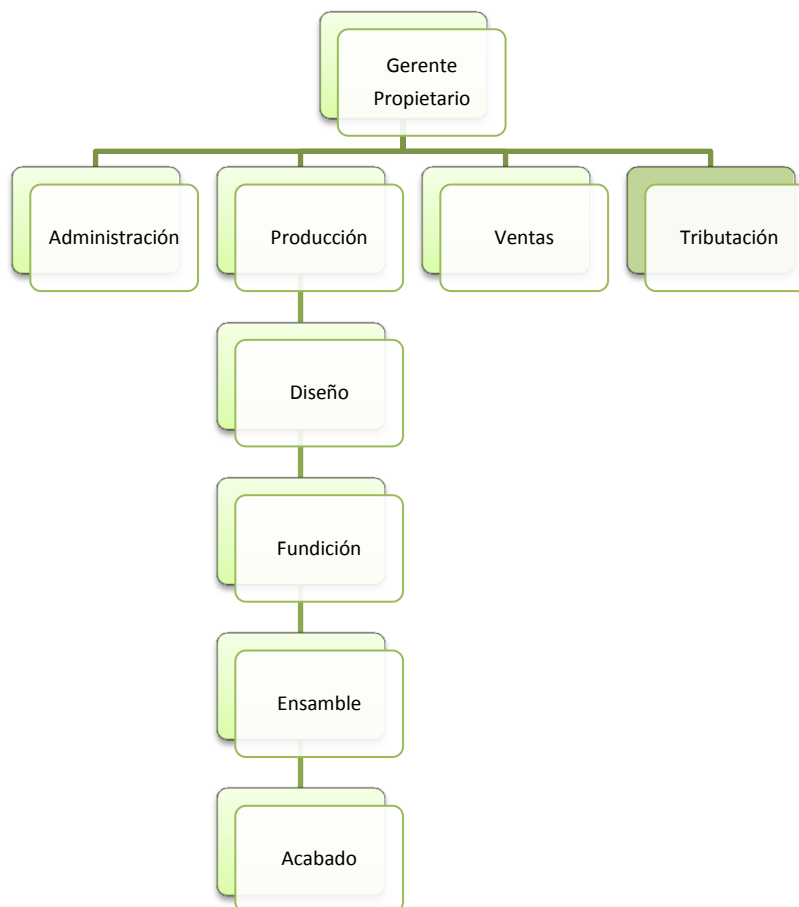 Gerente
Propietario
Administración
Producción
Ventas
Tributación
Diseño
Fundición
Ensamble
Acabado